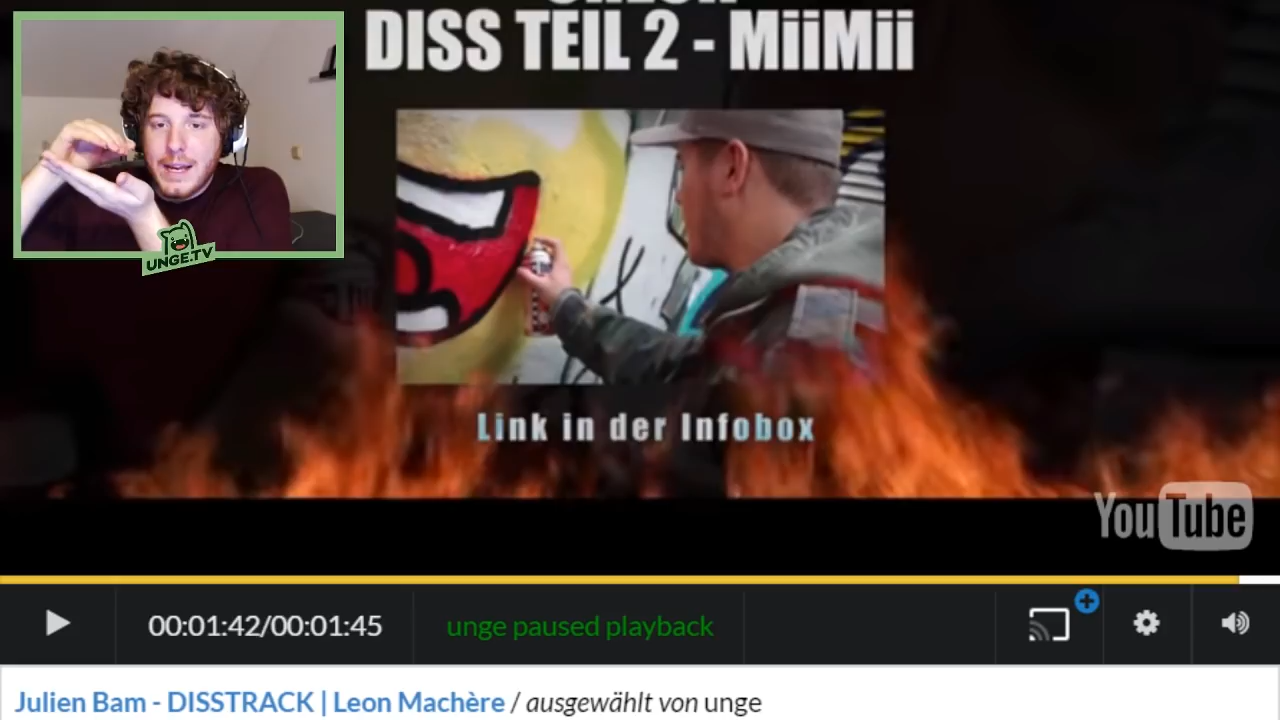 DISS TEIL 2 - MiiMii
UNGE.TV
Link in der Infobox
YouTube
00:01:42/00:01:45
unge paused playback
Julien Bam - DISSTRACK | Leon Machère / ausgewählt von unge